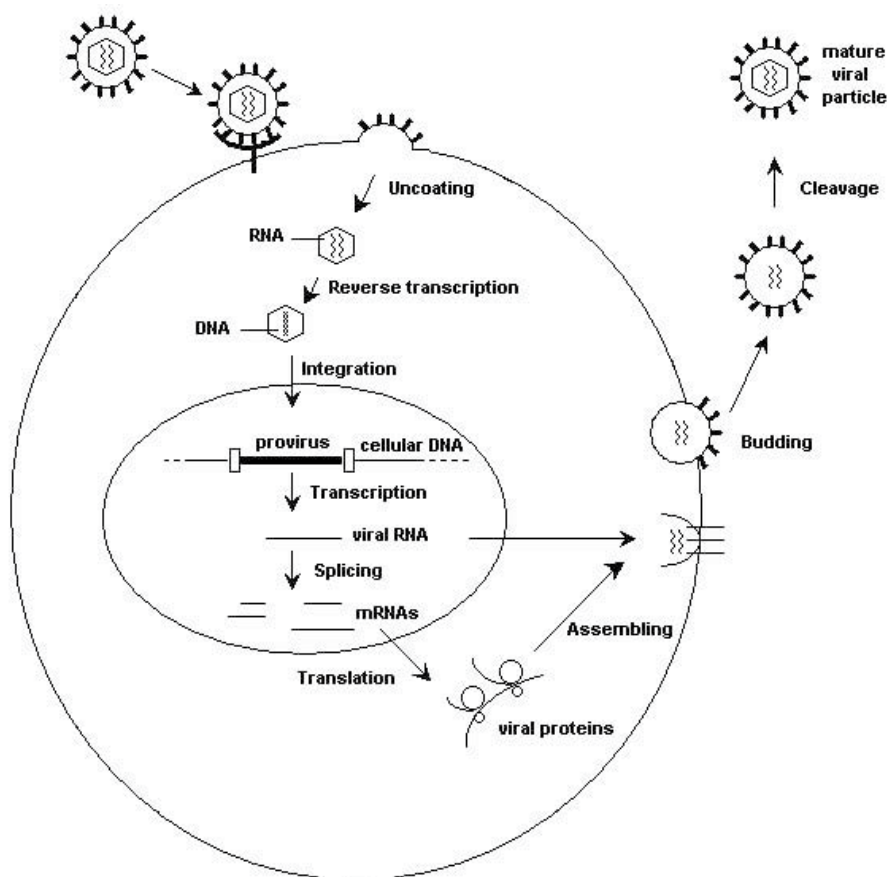 mature
viral
particle
Uncoating
Cleavage
RNA
Reverse transcription
DNA
Integration
provirus
cellular DNA
Budding
Transcription
viral RNA
Splicing
mRNAs
Assembling
Translation
viral proteins